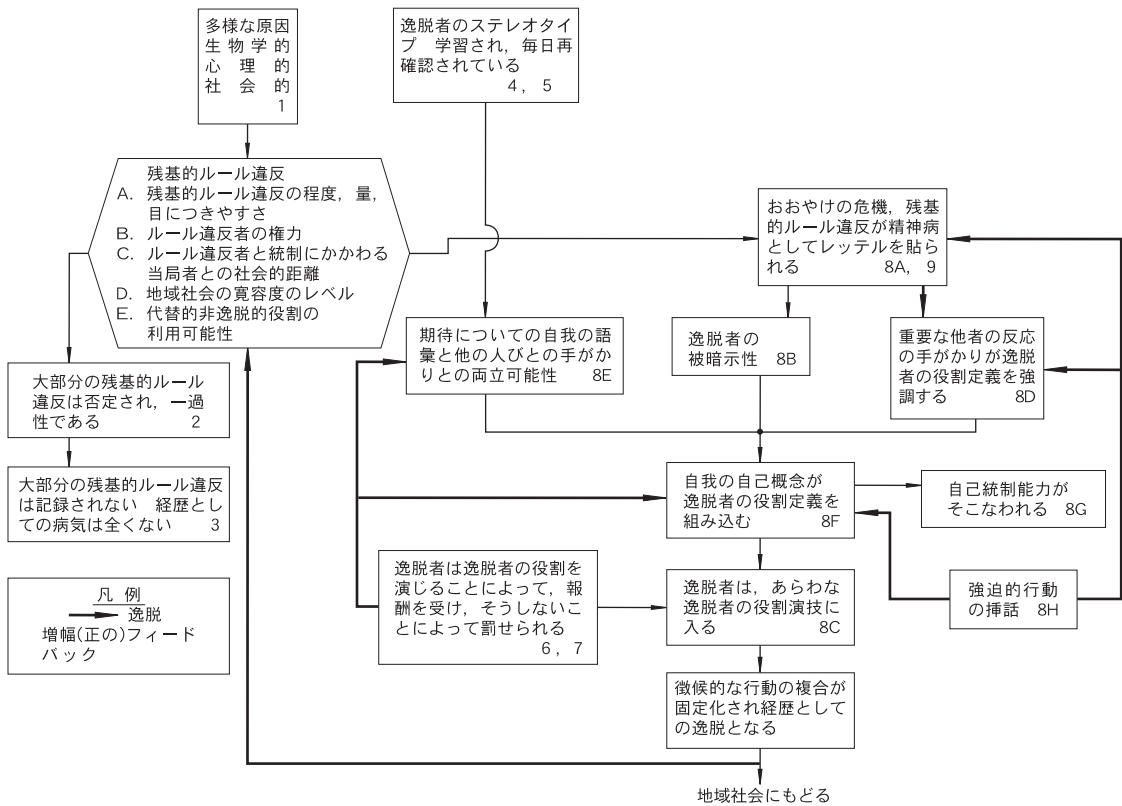 多様な原因
生物学的
心理的
社会的
1
逸脱者のステレオタイ
プ 学習され，毎日再
確認されている
4，5
残基的ルール違反
A．残基的ルール違反の程度，量，
目につきやすさ
B．ルール違反者の権力
C．ルール違反者と統制にかかわる
当局者との社会的距離
D．地域社会の寛容度のレベル
E．代替的非逸脱的役割の
利用可能性
おおやけの危機，残基
的ルール違反が精神病
としてレッテルを貼ら
れる 8A，9
期待についての自我の語
彙と他の人びとの手がか
りとの両立可能性 8E
逸脱者の
被暗示性 8B
重要な他者の反応
の手がかりが逸脱
者の役割定義を強
調する 8D
大部分の残基的ルール
違反は否定され，一過
性である 2
大部分の残基的ルール違反
は記録されない 経歴とし
ての病気は全くない 3
自我の自己概念が
逸脱者の役割定義を
組み込む 8F
自己統制能力が
そこなわれる 8G
凡例
逸脱
増幅(正の)フィード
バック
逸脱者は逸脱者の役割を
演じることによって，報
酬を受け，そうしないこ
とによって罰せられる
6，7
逸脱者は，あらわな
逸脱者の役割演技に
入る 8C
強迫的行動
の挿話 8H
徴候的な行動の複合が
固定化され経歴として
の逸脱となる
地域社会にもどる